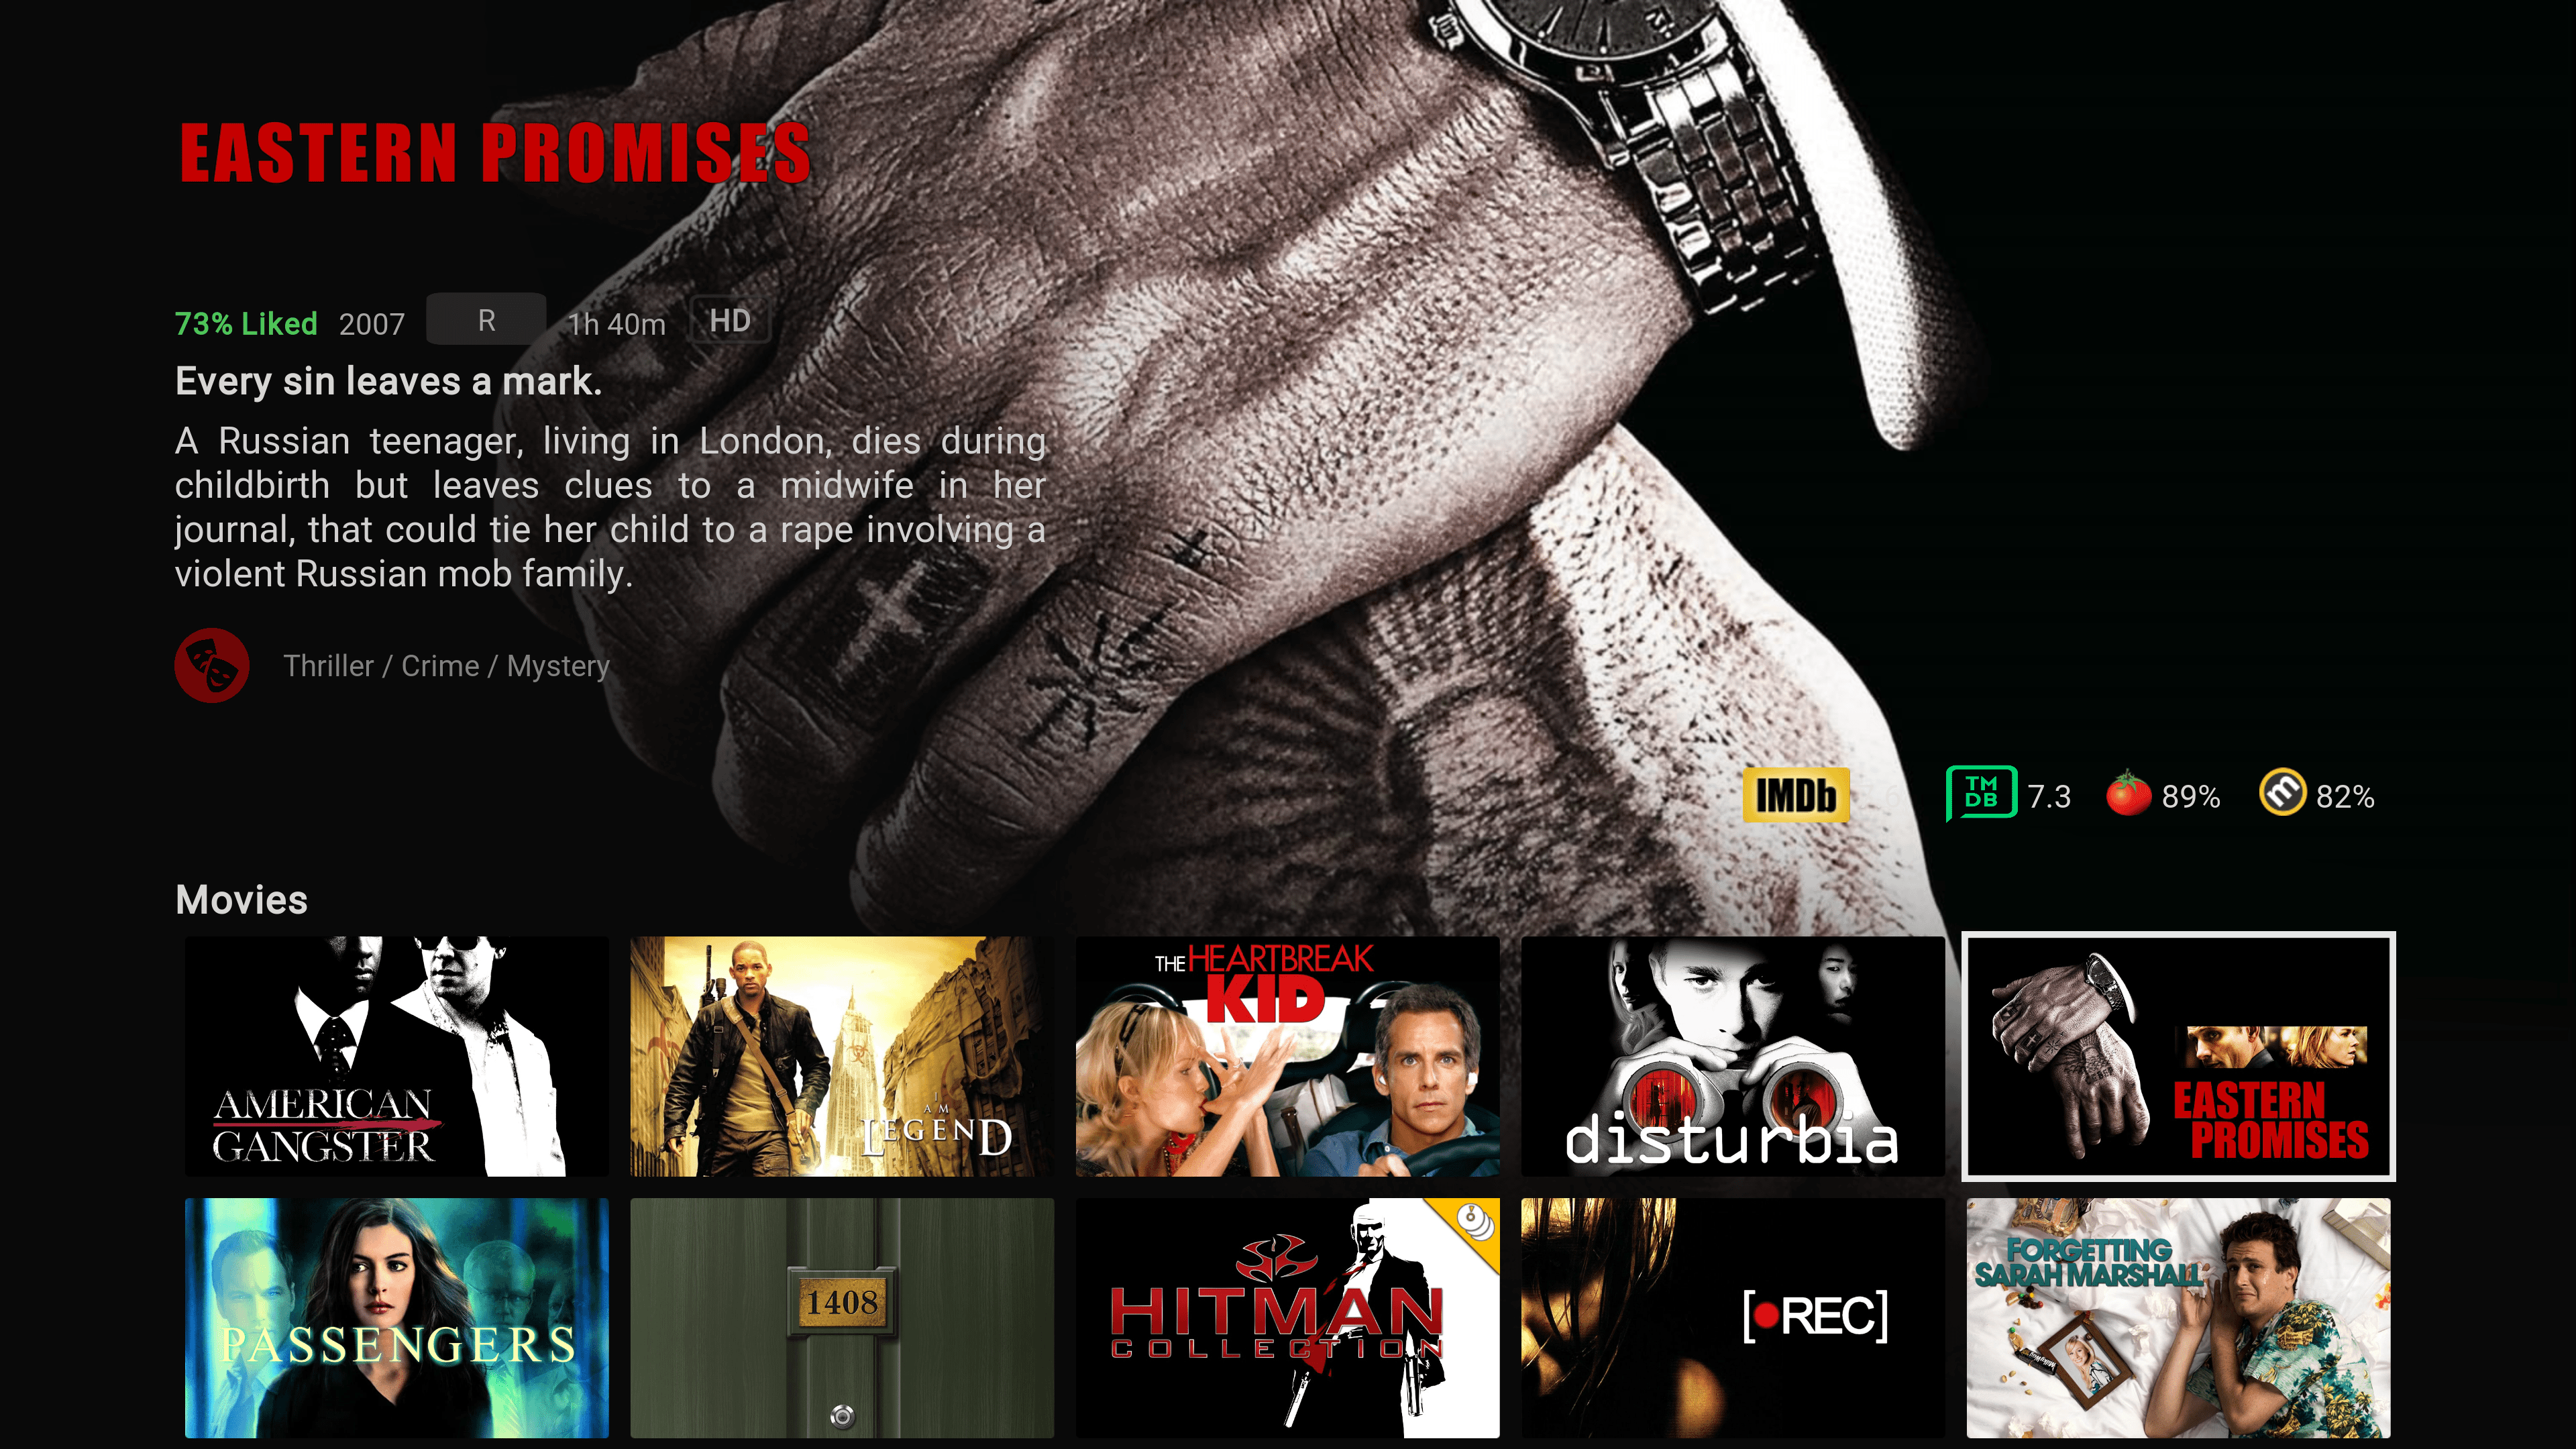 EASTERN PROMISES
73% Liked 2007 R 1h 40m HD
Every sin leaves a mark.
A Russian teenager, living in London, dies during
childbirth but leaves clues to a midwife in her
journal, that could tie her child to a rape involving a
violent Russian mob family.
Thriller / Crime / Mystery
IMDb TM DB 7.3 89% m 82%
Movies
AMERICAN
GANGSTER
I
AM
LEGEND
THE HEARTBREAK
KID
disturbia
EASTERN
PROMISES
PASSENGERS
1408
HITMAN
COLLECTION
[REC]
FORGETTING
SARAH MARSHALL